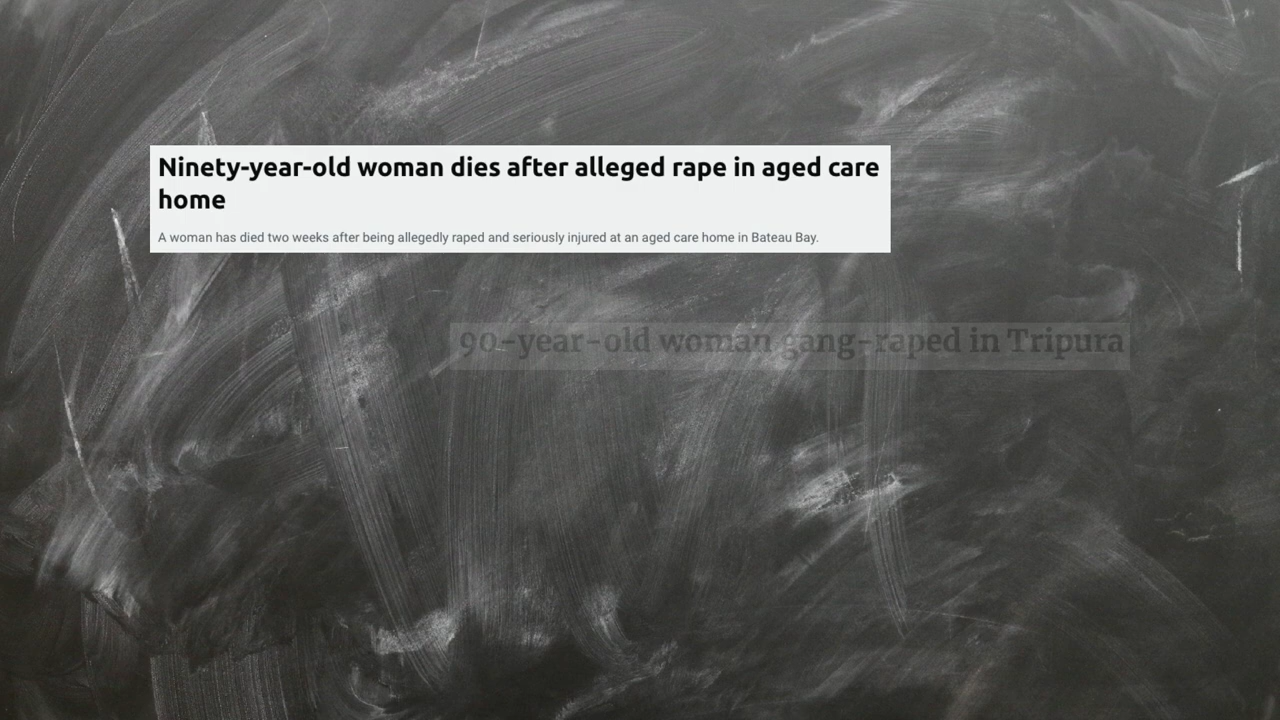 Ninety-year-old woman dies after alleged rape in aged care
home
A woman has died two weeks after being allegedly raped and seriously injured at an aged care home in Bateau Bay.
90-year-old woman gang-raped in Tripura